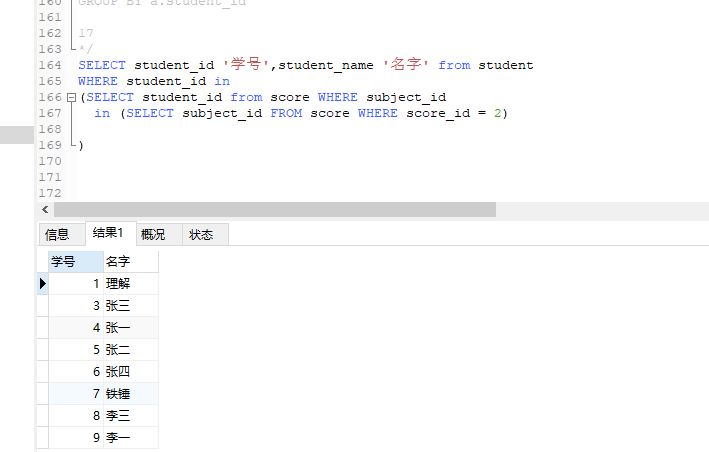 160 GROUP BY a.student_id
161
162 17
163 */
164 SELECT student_id '学号',student_name '名字' from student
165 WHERE student_id in
166 (SELECT student_id from score WHERE subject_id
167 in (SELECT subject_id FROM score WHERE score_id = 2)
168
169 )
170
171
172
信息 结果1 概况 状态
学号 名字
1 理解
3 张三
4 张一
5 张二
6 张四
7 铁锤
8 李三
9 李一